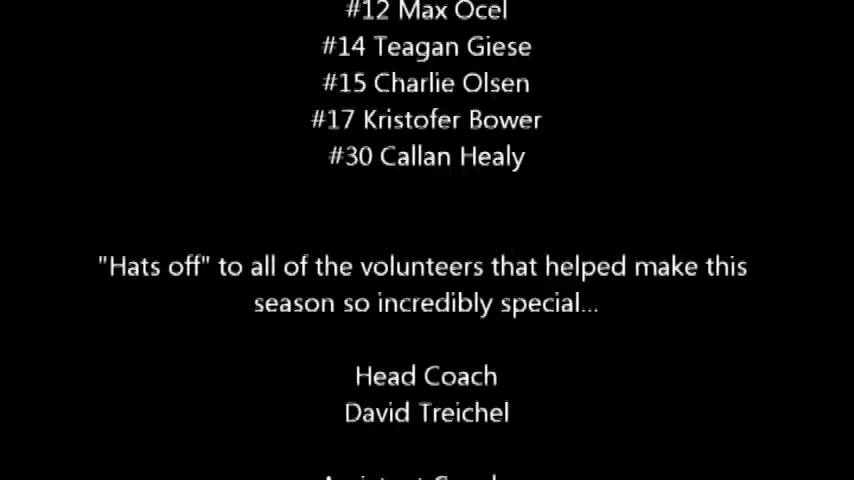 #12 Max Ocel
#14 Teagan Giese
#15 Charlie Olsen
#17 Kristofer Bower
#30 Callan Healy
"Hats off" to all of the volunteers that helped make this
season so incredibly special...
Head Coach
David Treichel